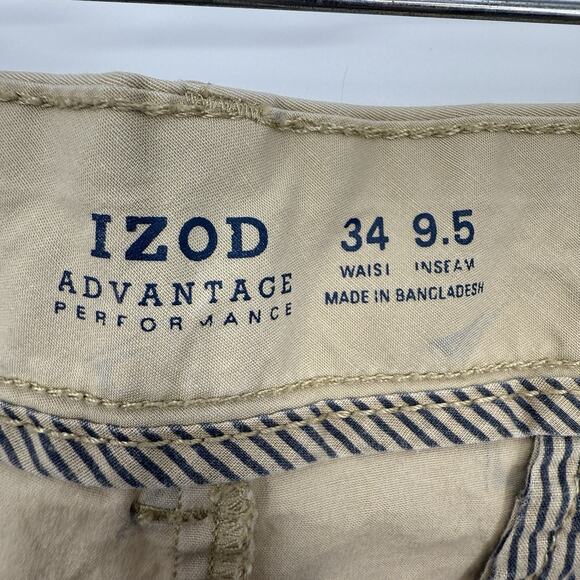 IZOD
ADVANTAGE
PERFORMANCE
34 9.5
WAIST INSEAM
MADE IN BANGLADESH